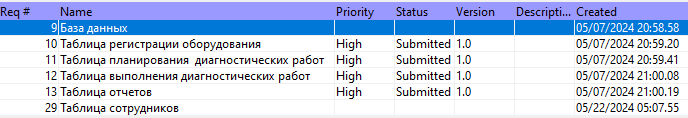 Req # Name Priority Status Version Descripti... Created
9 База данных 05/07/2024 20:58.58
10 Таблица регистрации оборудования High Submitted 1.0 05/07/2024 20:59.20
11 Таблица планирования диагностических работ High Submitted 1.0 05/07/2024 20:59.41
12 Таблица выполнения диагностических работ High Submitted 1.0 05/07/2024 21:00.08
13 Таблица отчетов High Submitted 1.0 05/07/2024 21:00.19
29 Таблица сотрудников 05/22/2024 05:07.55